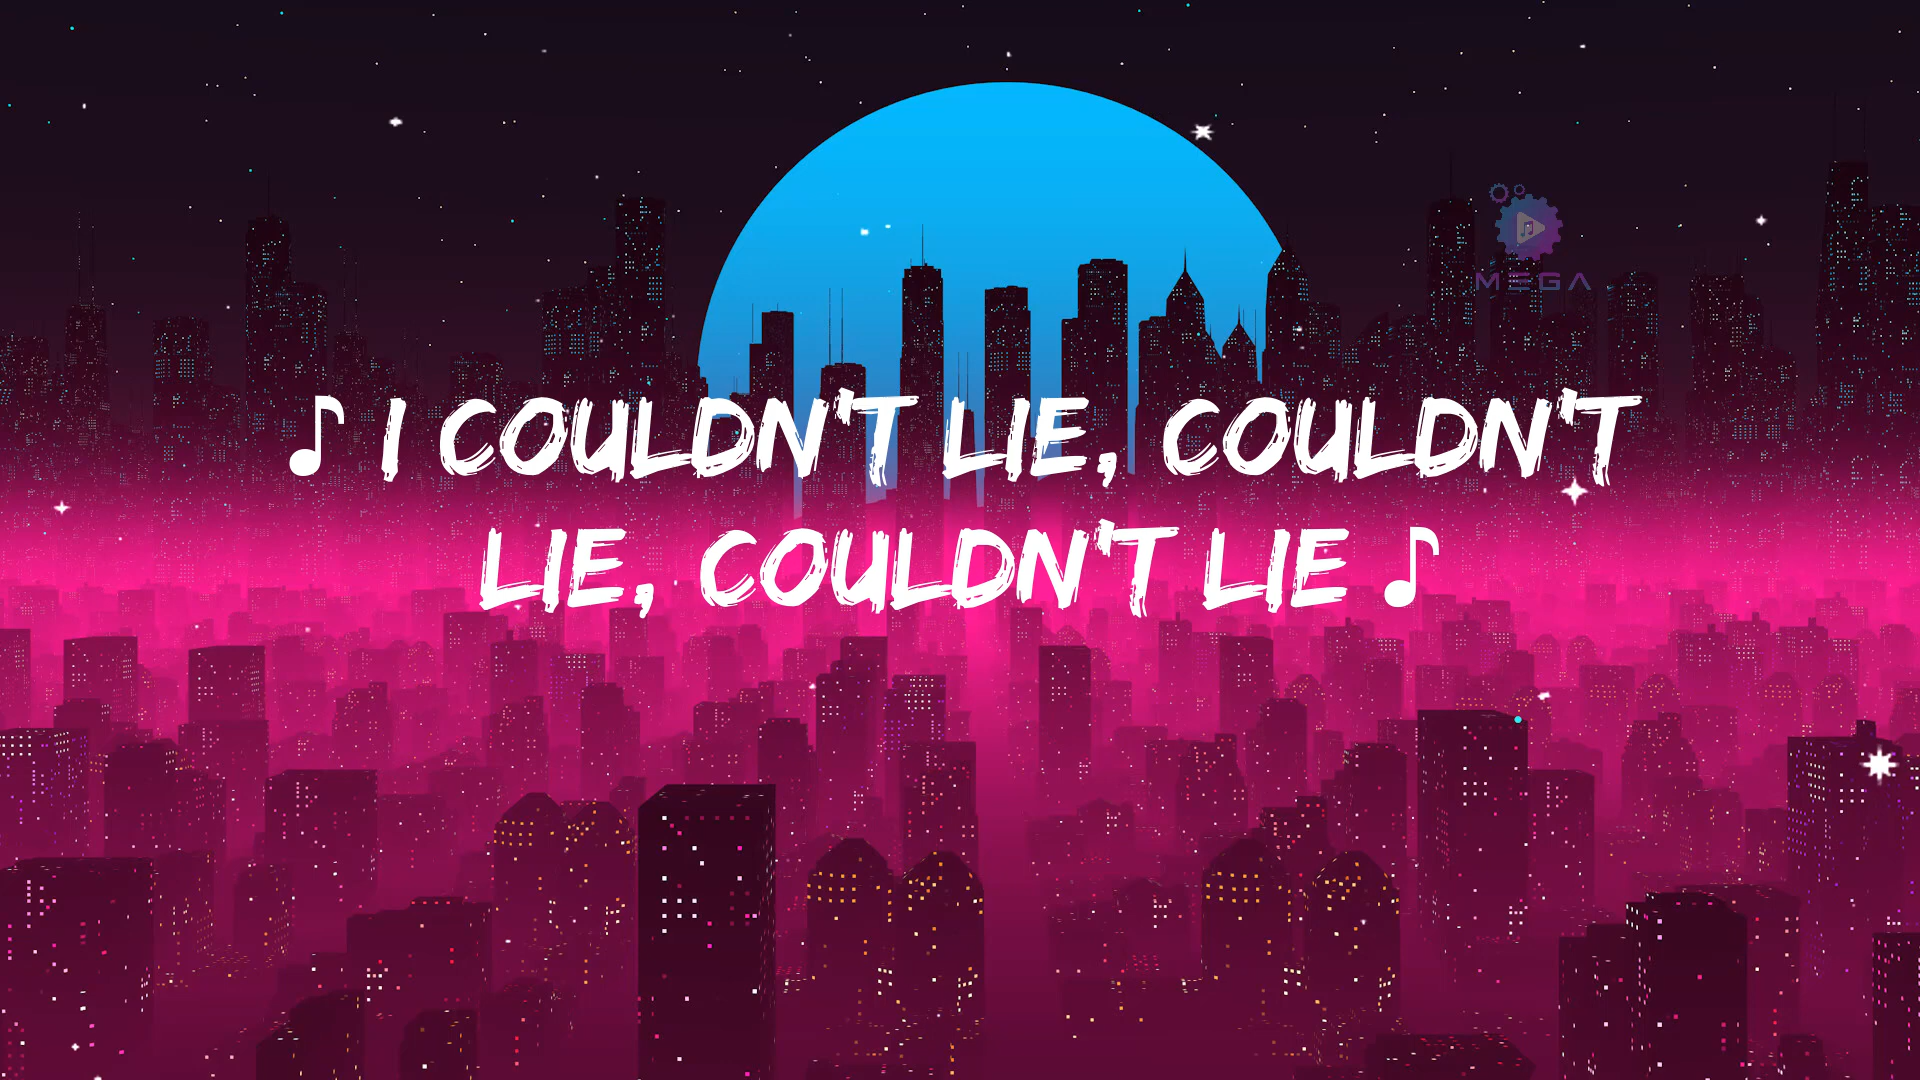 MEGA
♪ I COULDN'T LIE, COULDN'T
LIE, COULDN'T LIE ♪